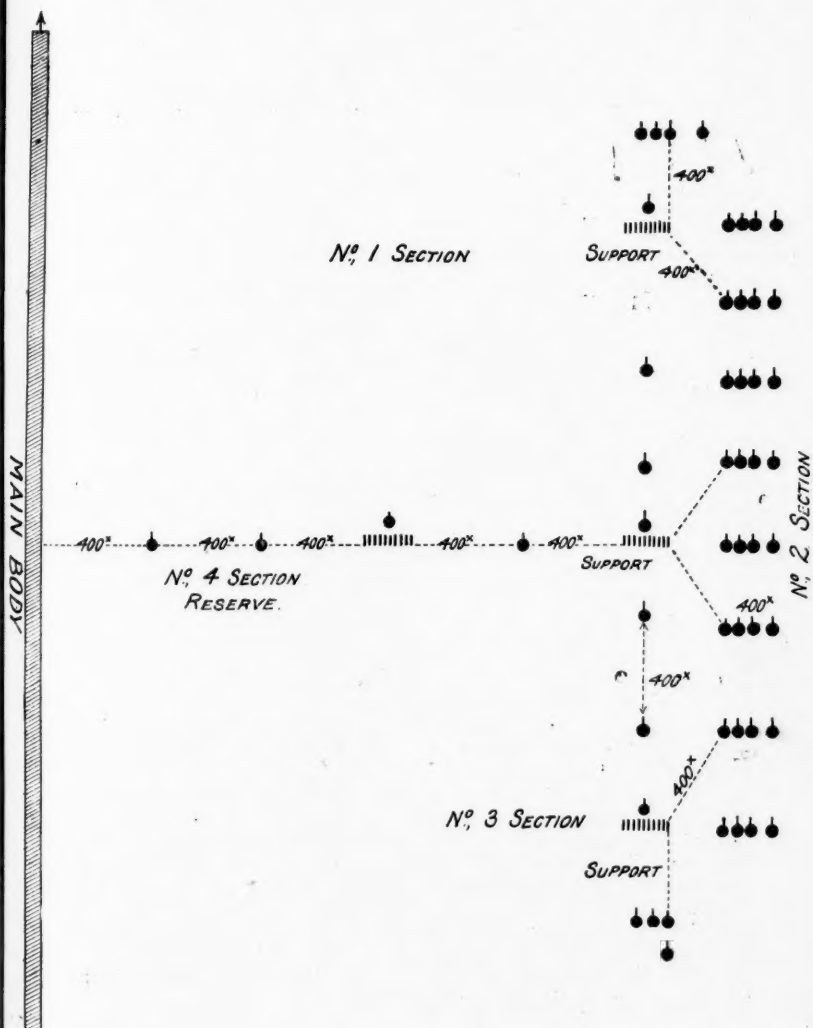 400ˣ
Nº, 1 SECTION
SUPPORT
400ˣ
MAIN BODY
400ˣ
400ˣ
400ˣ
400ˣ
400ˣ
Nº, 4 SECTION
RESERVE.
SUPPORT
Nº 2 SECTION
400ˣ
400ˣ
400ˣ
Nº, 3 SECTION
SUPPORT